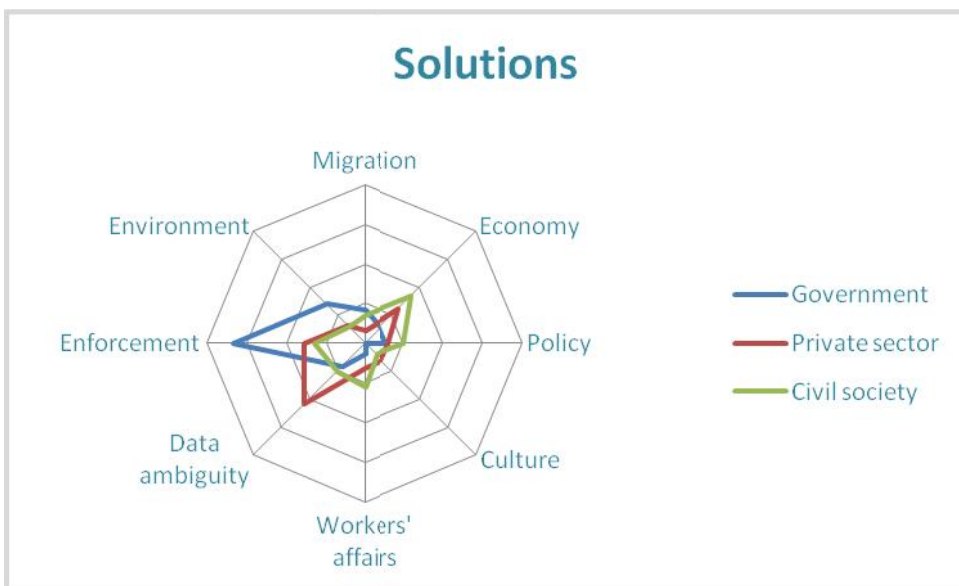 Solutions
Migration
Environment
Economy
Enforcement
Policy
Data
ambiguity
Culture
Workers'
affairs
Government
Private sector
Civil society